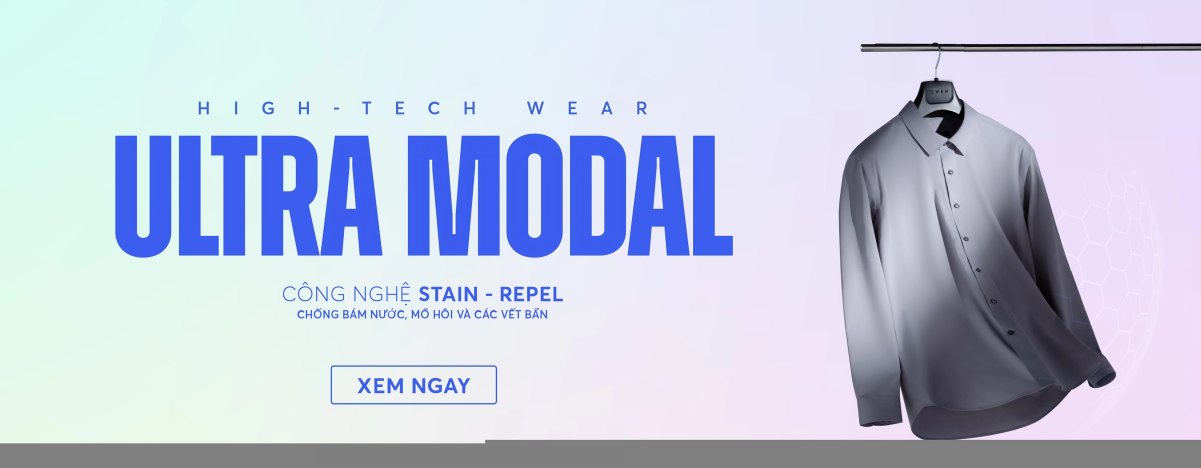 HIGH-TECH WEAR
ULTRA MODAL
CÔNG NGHỆ STAIN - REPEL
CHỐNG BÁM NƯỚC, MỒ HÔI VÀ CÁC VẾT BẨN
XEM NGAY
OWEN